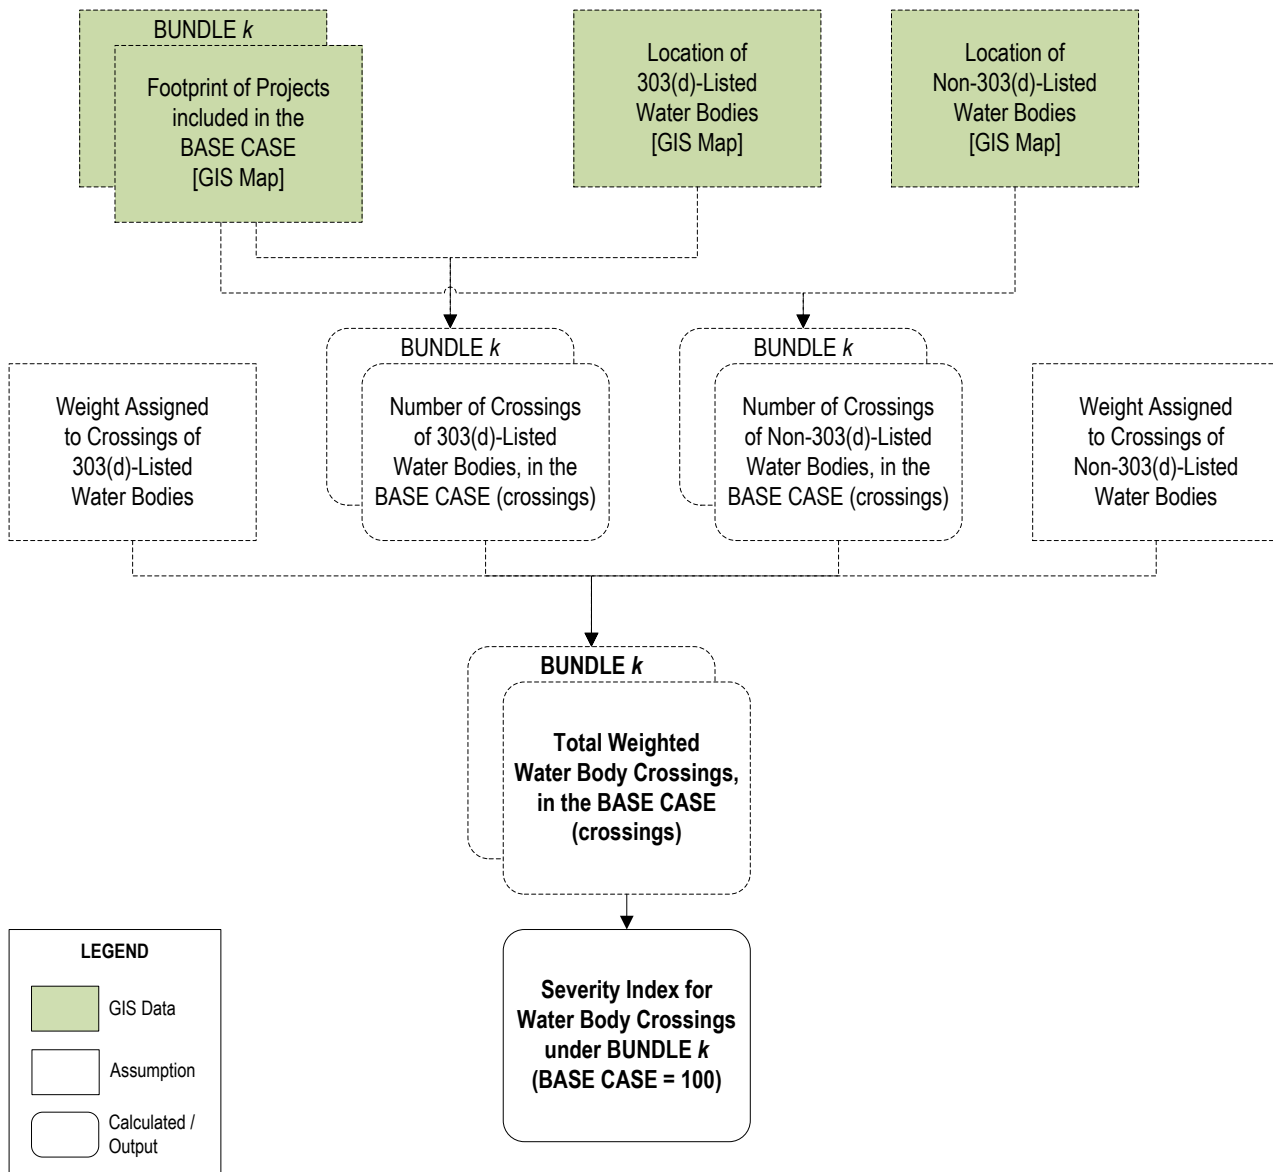 BUNDLE k
Footprint of Projects
included in the
BASE CASE
[GIS Map]
Location of
303(d)-Listed
Water Bodies
[GIS Map]
Location of
Non-303(d)-Listed
Water Bodies
[GIS Map]
Weight Assigned
to Crossings of
303(d)-Listed
Water Bodies
BUNDLE k
Number of Crossings
of 303(d)-Listed
Water Bodies, in the
BASE CASE (crossings)
BUNDLE k
Number of Crossings
of Non-303(d)-Listed
Water Bodies, in the
BASE CASE (crossings)
Weight Assigned
to Crossings of
Non-303(d)-Listed
Water Bodies
BUNDLE k
Total Weighted
Water Body Crossings,
in the BASE CASE
(crossings)
Severity Index for
Water Body Crossings
under BUNDLE k
(BASE CASE = 100)
LEGEND
GIS Data
Assumption
Calculated /
Output